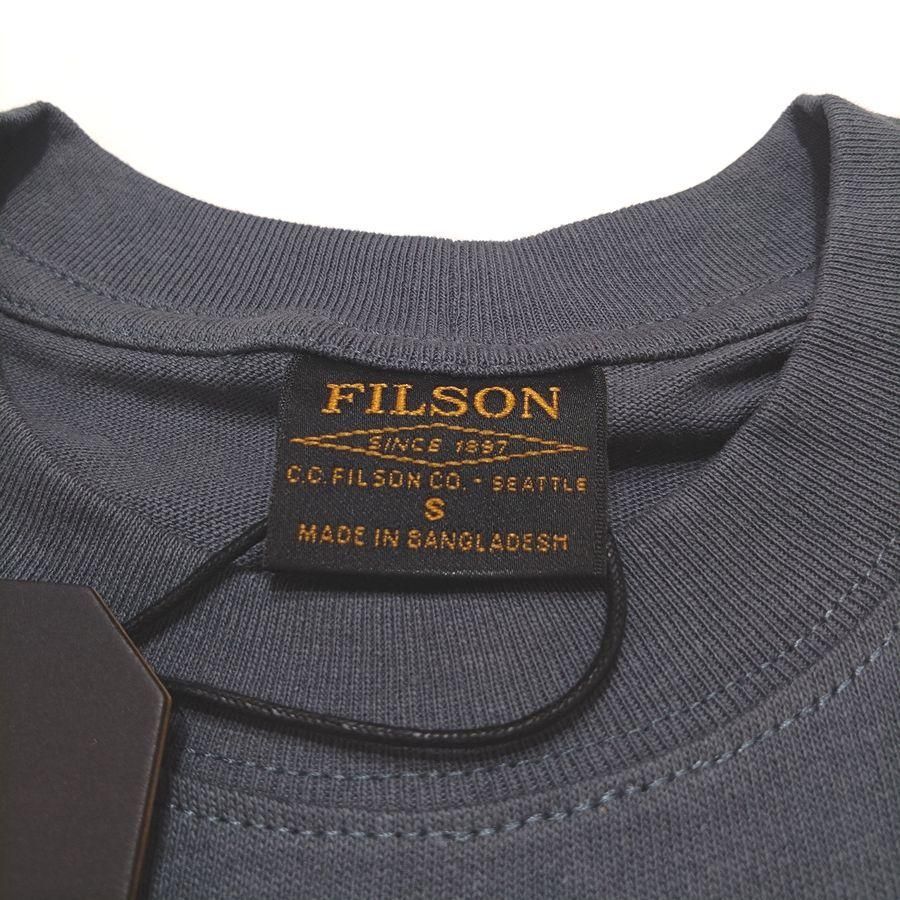 FILSON
SINCE 1897
C.C. FILSON CO. - SEATTLE
S
MADE IN BANGLADESH